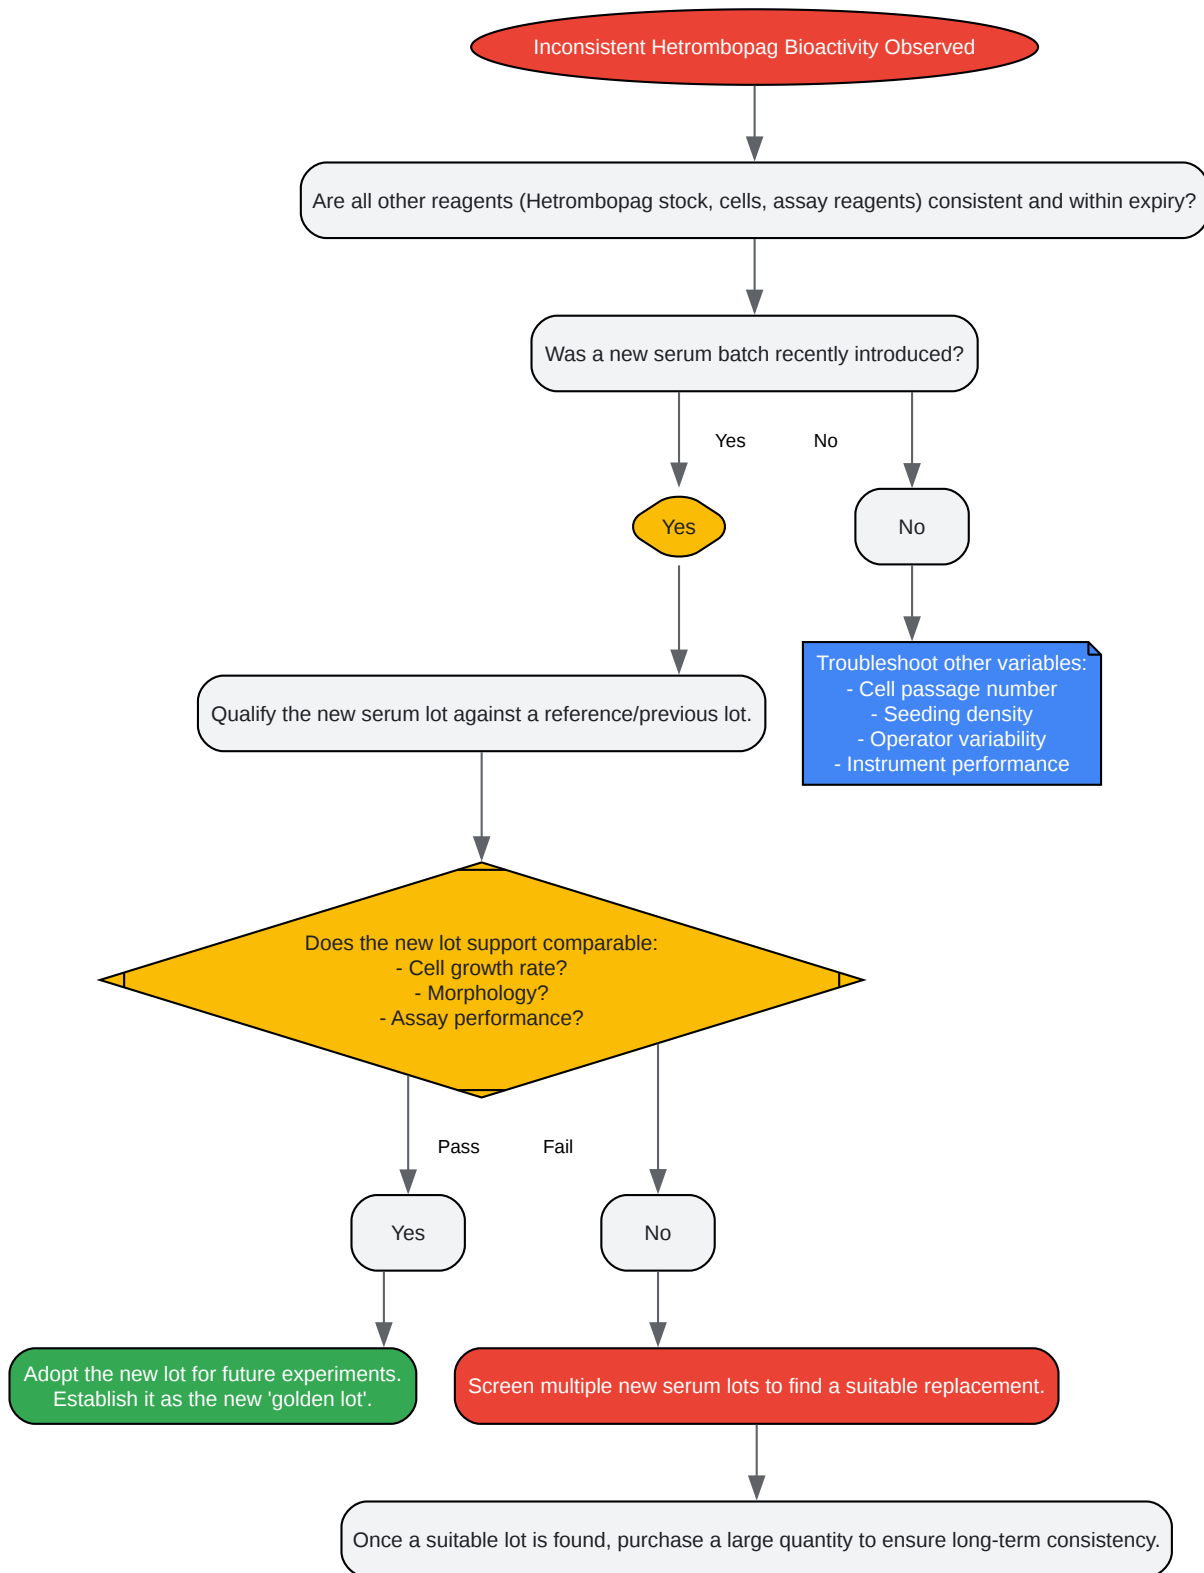 Inconsistent Hetrombopag Bioactivity Observed
Are all other reagents (Hetrombopag stock, cells, assay reagents) consistent and within expiry?
Was a new serum batch recently introduced?
Yes
No
Yes
No
Troubleshoot other variables:
- Cell passage number
- Seeding density
- Operator variability
- Instrument performance
Qualify the new serum lot against a reference/previous lot.
Does the new lot support comparable:
- Cell growth rate?
- Morphology?
- Assay performance?
Pass
Fail
Yes
No
Adopt the new lot for future experiments.
Establish it as the new 'golden lot'.
Screen multiple new serum lots to find a suitable replacement.
Once a suitable lot is found, purchase a large quantity to ensure long-term consistency.